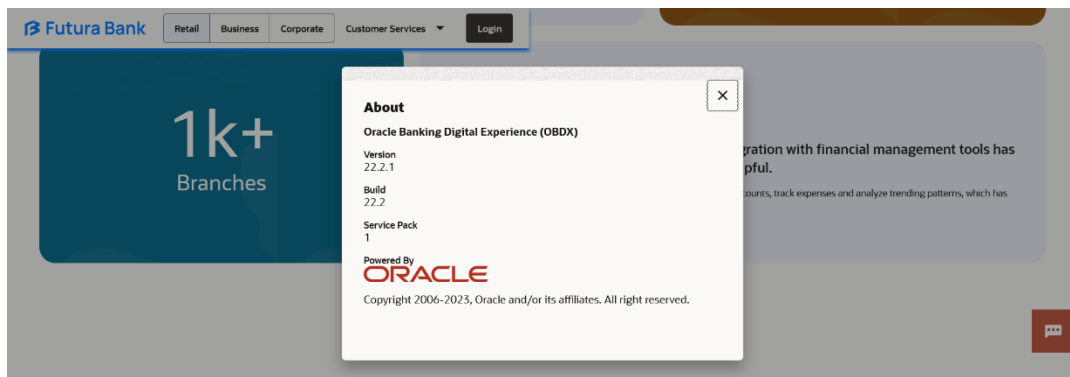 Futura Bank
Retail
Business
Corporate
Customer Services
Login
1k+
Branches
About
Oracle Banking Digital Experience (OBDX)
Version
22.2.1
Build
22.2
Service Pack
1
Powered By
ORACLE
Copyright 2006-2023, Oracle and/or its affiliates. All right reserved.
gration with financial management tools has
pful.
counts, track expenses and analyze trending patterns, which has